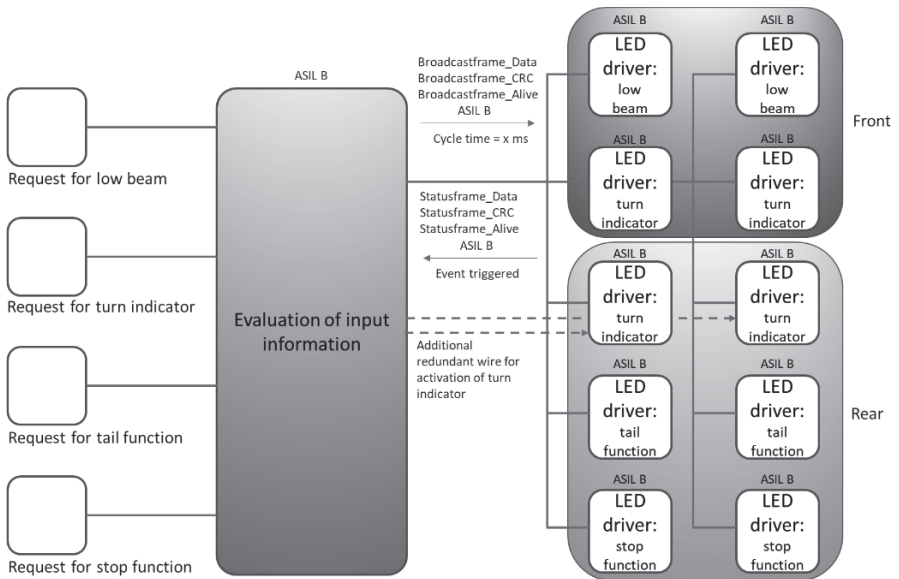 Request for low beam
Request for turn indicator
Request for tail function
Request for stop function
ASIL B
Evaluation of input
information
Broadcastframe_Data
Broadcastframe_CRC
Broadcastframe_Alive
ASIL B
Cycle time = x ms
Statusframe_Data
Statusframe_CRC
Statusframe_Alive
ASIL B
Event triggered
Additional
redundant wire for
activation of turn
indicator
ASIL B
LED
driver:
low
beam
ASIL B
LED
driver:
low
beam
ASIL B
LED
driver:
turn
indicator
ASIL B
LED
driver:
turn
indicator
Front
ASIL B
LED
driver:
turn
indicator
ASIL B
LED
driver:
turn
indicator
ASIL B
LED
driver:
tail
function
ASIL B
LED
driver:
tail
function
Rear
ASIL B
LED
driver:
stop
function
ASIL B
LED
driver:
stop
function